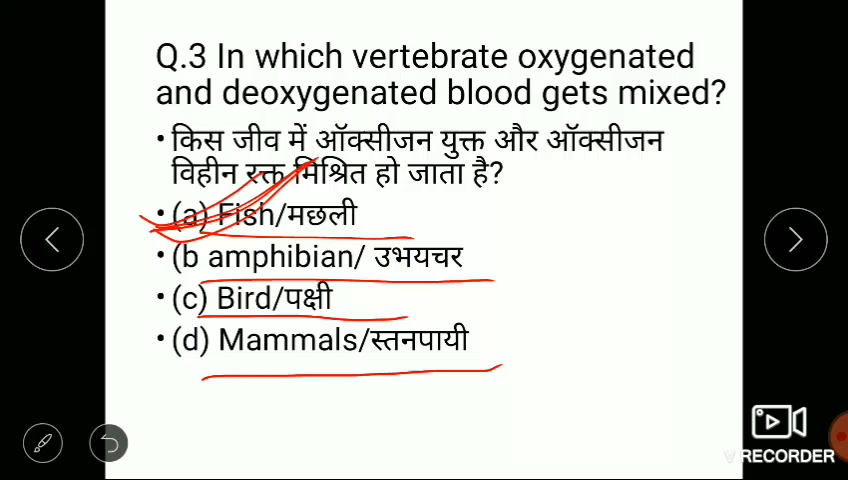 Q.3 In which vertebrate oxygenated
and deoxygenated blood gets mixed?
• किस जीव में ऑक्सीजन युक्त और ऑक्सीजन
विहीन रक्त मिश्रित हो जाता है?
• (a) Fish/मछली
• (b amphibian/ उभयचर
• (c) Bird/पक्षी
• (d) Mammals/स्तनपायी
V RECORDER